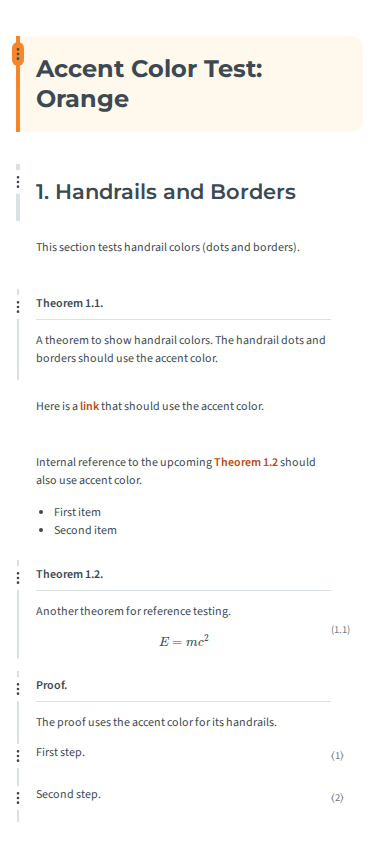 Accent Color Test:
Orange
1. Handrails and Borders
This section tests handrail colors (dots and borders).
Theorem 1.1.
A theorem to show handrail colors. The handrail dots and
borders should use the accent color.
Here is a link that should use the accent color.
Internal reference to the upcoming Theorem 1.2 should
also use accent color.
• First item
• Second item
Theorem 1.2.
Another theorem for reference testing.
E = mc² (1.1)
Proof.
The proof uses the accent color for its handrails.
First step. ⟨1⟩
Second step. ⟨2⟩